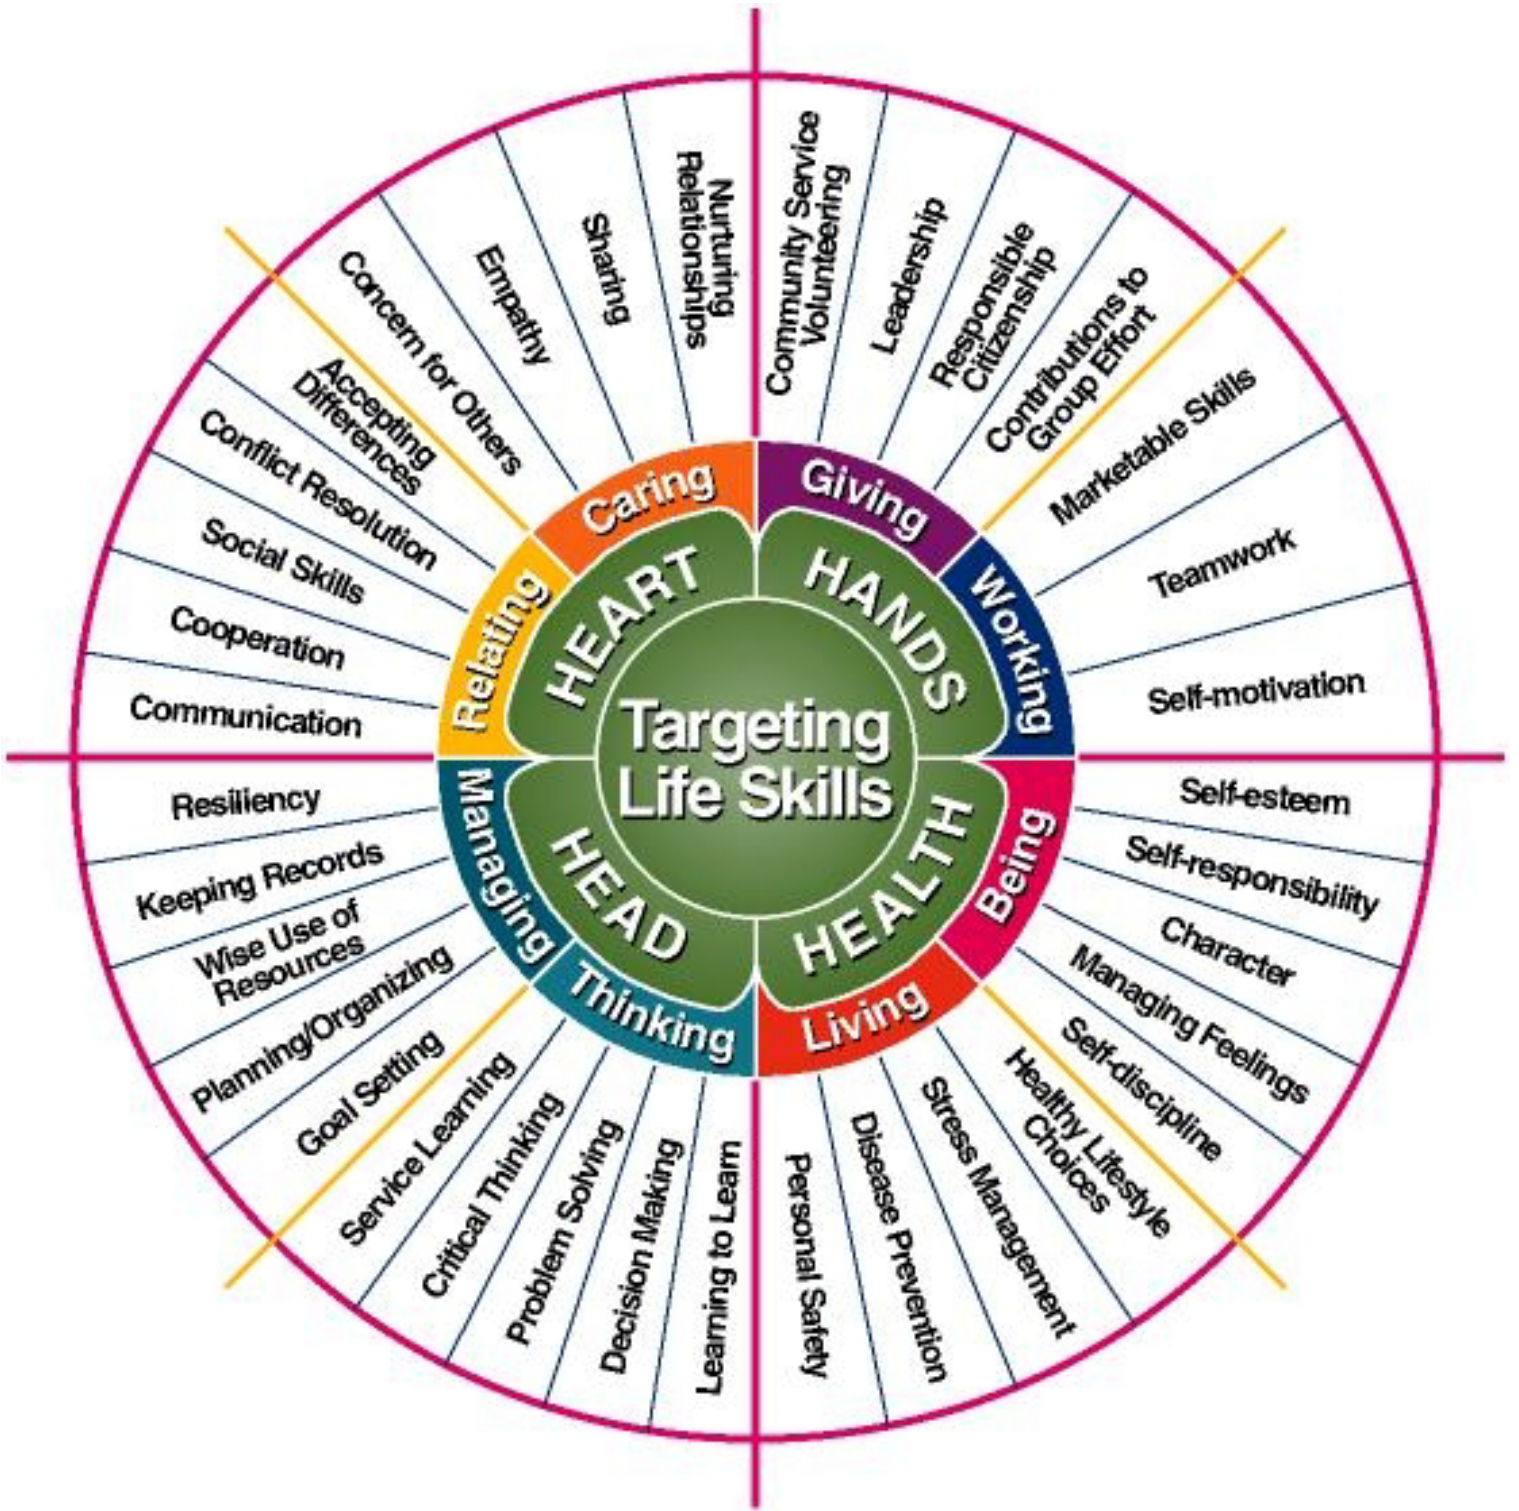 Targeting
Life Skills
HEART
HANDS
HEALTH
HEAD
Caring
Giving
Working
Being
Living
Thinking
Managing
Relating
Nurturing
Relationships
Sharing
Empathy
Concern for Others
Accepting
Differences
Conflict Resolution
Social Skills
Cooperation
Communication
Community Service
Volunteering
Leadership
Responsible
Citizenship
Contributions to
Group Effort
Marketable Skills
Teamwork
Self-motivation
Self-esteem
Self-responsibility
Character
Managing Feelings
Self-discipline
Healthy Lifestyle
Choices
Stress Management
Disease Prevention
Personal Safety
Learning to Learn
Decision Making
Problem Solving
Critical Thinking
Service Learning
Goal Setting
Planning/Organizing
Wise Use of
Resources
Keeping Records
Resiliency